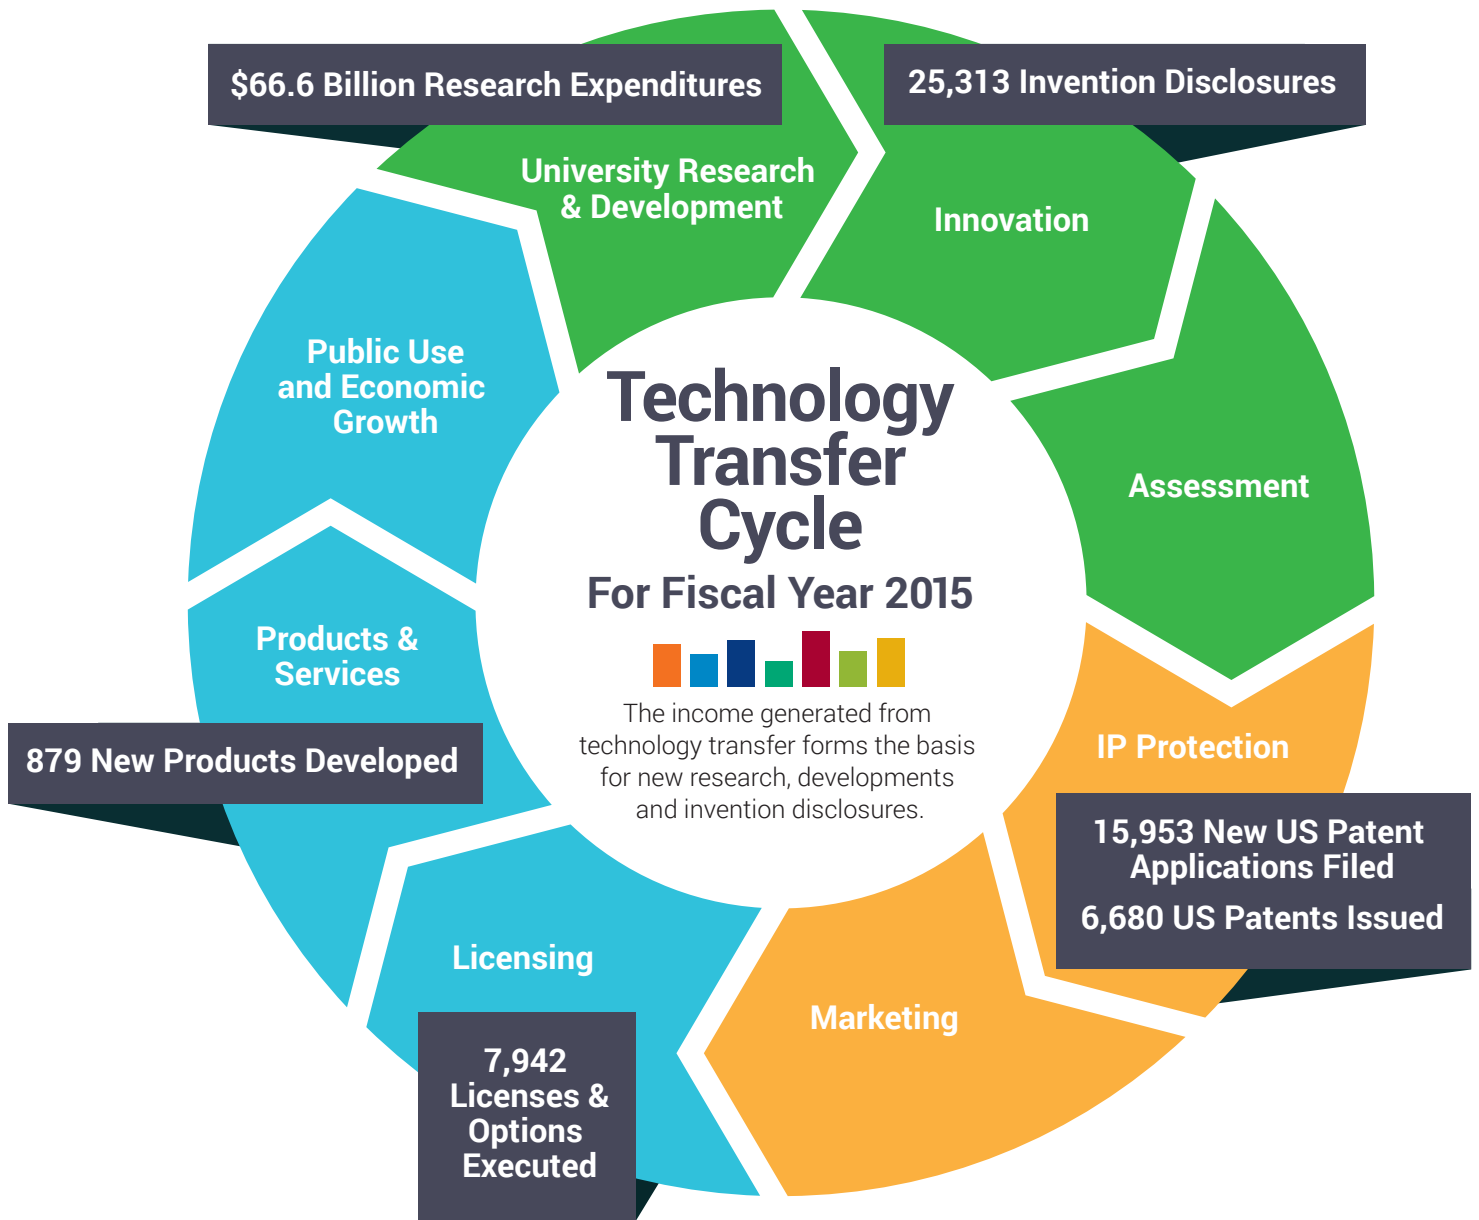 $66.6 Billion Research Expenditures
25,313 Invention Disclosures
University Research
& Development
Innovation
Assessment
IP Protection
15,953 New US Patent
Applications Filed
6,680 US Patents Issued
Marketing
Licensing
7,942
Licenses &
Options
Executed
Products &
Services
879 New Products Developed
Public Use
and Economic
Growth
Technology
Transfer
Cycle
For Fiscal Year 2015
The income generated from
technology transfer forms the basis
for new research, developments
and invention disclosures.